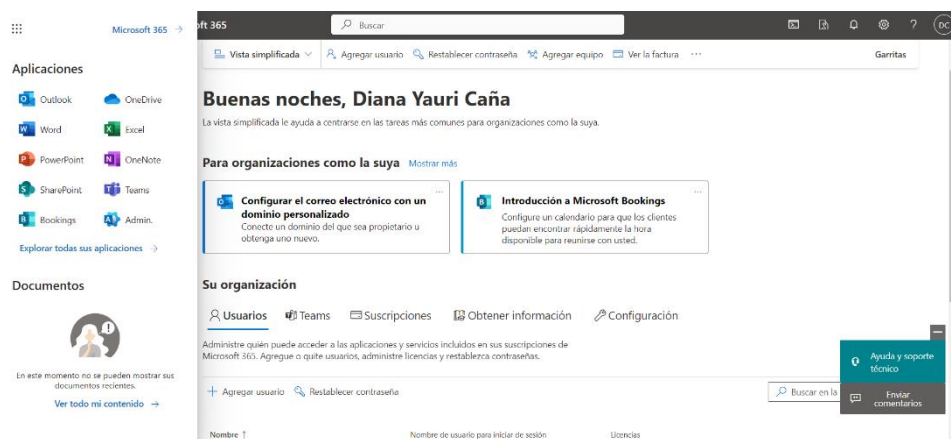 Microsoft 365 →
Aplicaciones
Outlook
OneDrive
Word
Excel
PowerPoint
OneNote
SharePoint
Teams
Bookings
Admin.
Explorar todas sus aplicaciones →
Documentos
En este momento no se pueden mostrar sus
documentos recientes.
Ver todo mi contenido →
oft 365
Buscar
?
DC
Vista simplificada
Agregar usuario
Restablecer contraseña
Agregar equipo
Ver la factura
...
Garritas
Buenas noches, Diana Yauri Caña
La vista simplificada le ayuda a centrarse en las tareas más comunes para organizaciones como la suya.
Para organizaciones como la suya Mostrar más
Configurar el correo electrónico con un
dominio personalizado
Conecte un dominio del que sea propietario u
obtenga uno nuevo.
Introducción a Microsoft Bookings
Configure un calendario para que los clientes
puedan encontrar rápidamente la hora
disponible para reunirse con usted.
Su organización
Usuarios
Teams
Suscripciones
Obtener información
Configuración
Administre quién puede acceder a las aplicaciones y servicios incluidos en sus suscripciones de
Microsoft 365. Agregue o quite usuarios, administre licencias y restablezca contraseñas.
Ayuda y soporte
técnico
+ Agregar usuario
Restablecer contraseña
Buscar en la
Enviar
comentarios
Nombre ↑
Nombre de usuario para iniciar de sesión
Licencias